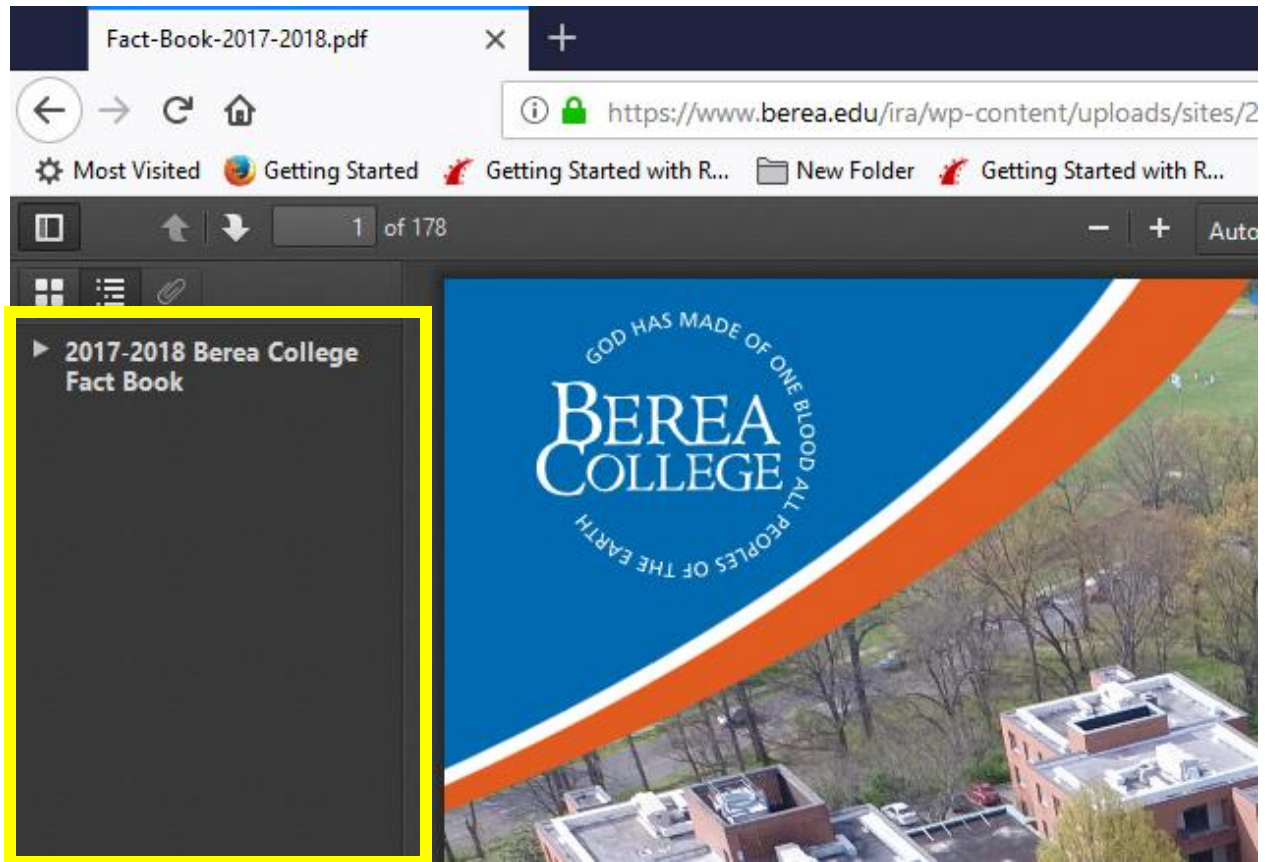 Fact-Book-2017-2018.pdf
https://www.berea.edu/ira/wp-content/uploads/sites/2
Most Visited Getting Started Getting Started with R... New Folder Getting Started with R...
1 of 178
Auto
2017-2018 Berea College
Fact Book
GOD HAS MADE OF ONE BLOOD ALL PEOPLES OF THE EARTH
BEREA
COLLEGE